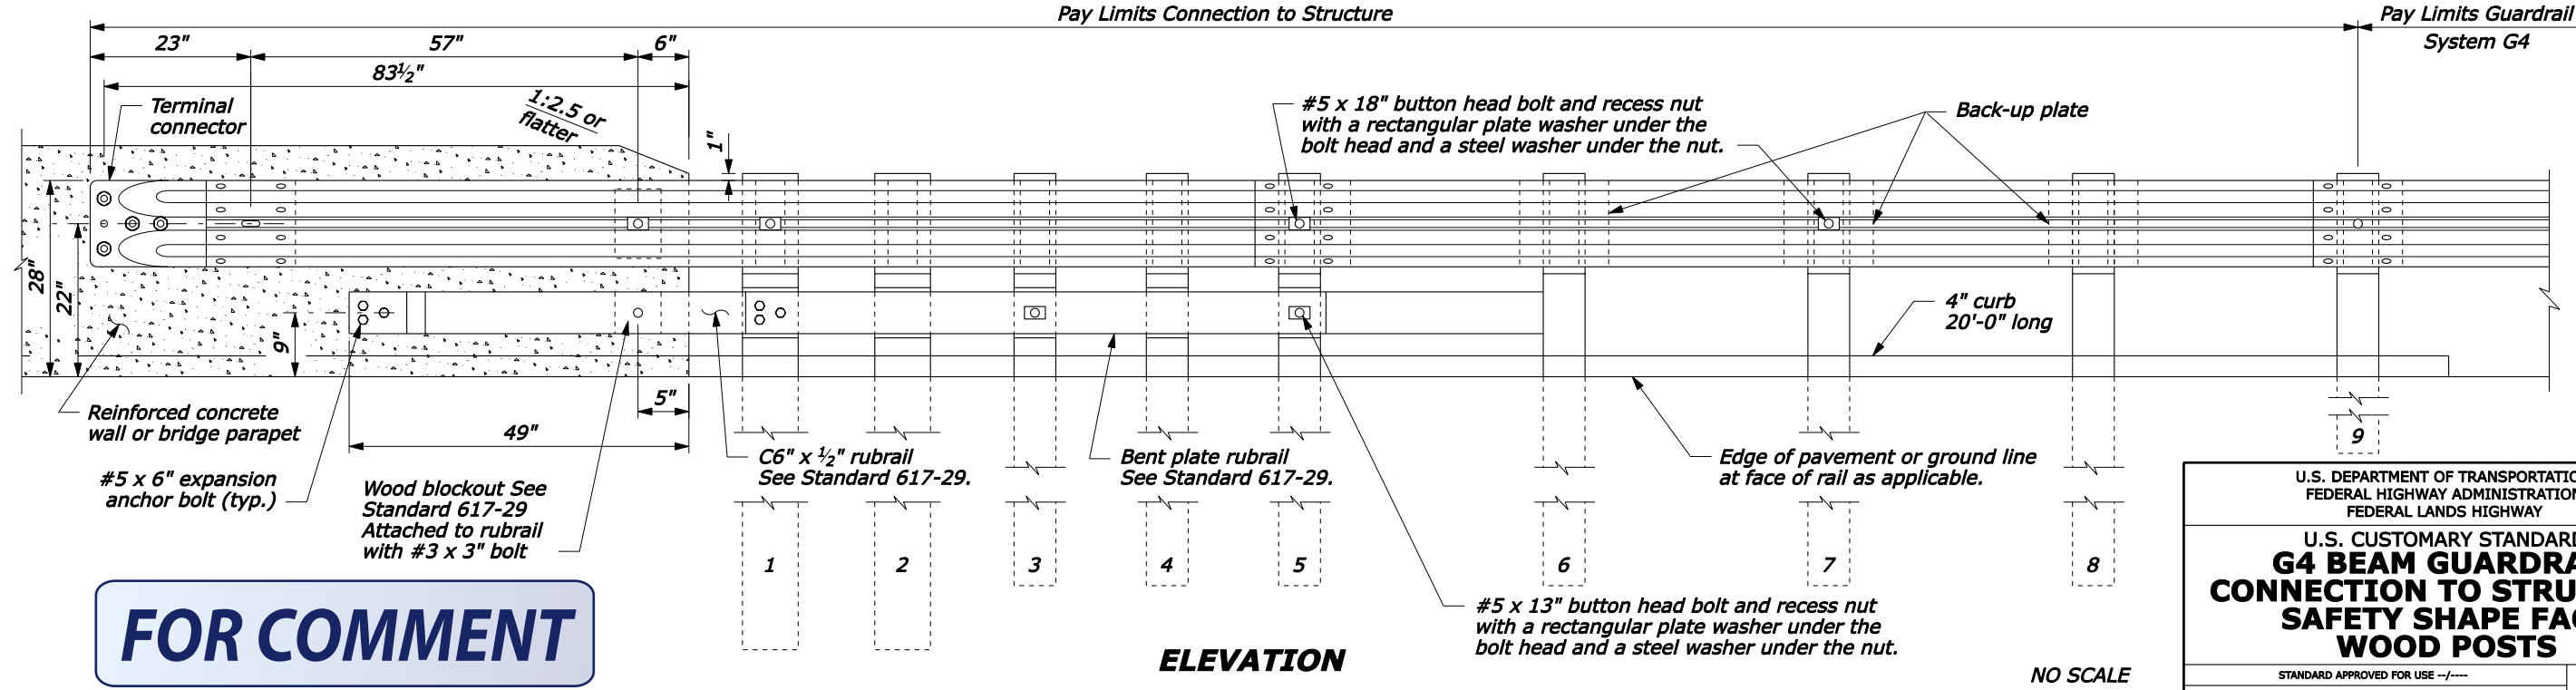 Pay Limits Connection to Structure
Pay Limits Guardrail
System G4
23"
57"
6"
83½"
Terminal
connector
1:2.5 or
flatter
1"
#5 x 18" button head bolt and recess nut
with a rectangular plate washer under the
bolt head and a steel washer under the nut.
Back-up plate
28"
22"
9"
4" curb
20'-0" long
5"
49"
Reinforced concrete
wall or bridge parapet
#5 x 6" expansion
anchor bolt (typ.)
Wood blockout See
Standard 617-29
Attached to rubrail
with #3 x 3" bolt
C6" x ½" rubrail
See Standard 617-29.
Bent plate rubrail
See Standard 617-29.
Edge of pavement or ground line
at face of rail as applicable.
1
2
3
4
5
6
7
8
9
#5 x 13" button head bolt and recess nut
with a rectangular plate washer under the
bolt head and a steel washer under the nut.
FOR COMMENT
ELEVATION
NO SCALE
U.S. DEPARTMENT OF TRANSPORTATIO
FEDERAL HIGHWAY ADMINISTRATION
FEDERAL LANDS HIGHWAY
U.S. CUSTOMARY STANDARD
G4 BEAM GUARDRA
CONNECTION TO STRU
SAFETY SHAPE FA
WOOD POSTS
STANDARD APPROVED FOR USE --/----